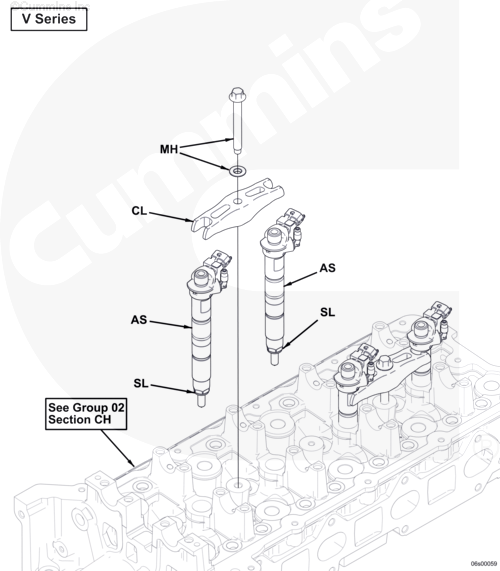 ©Cummins Inc
V Series
Cummins
MH
CL
AS
AS
SL
SL
See Group 02
Section CH
06s00059